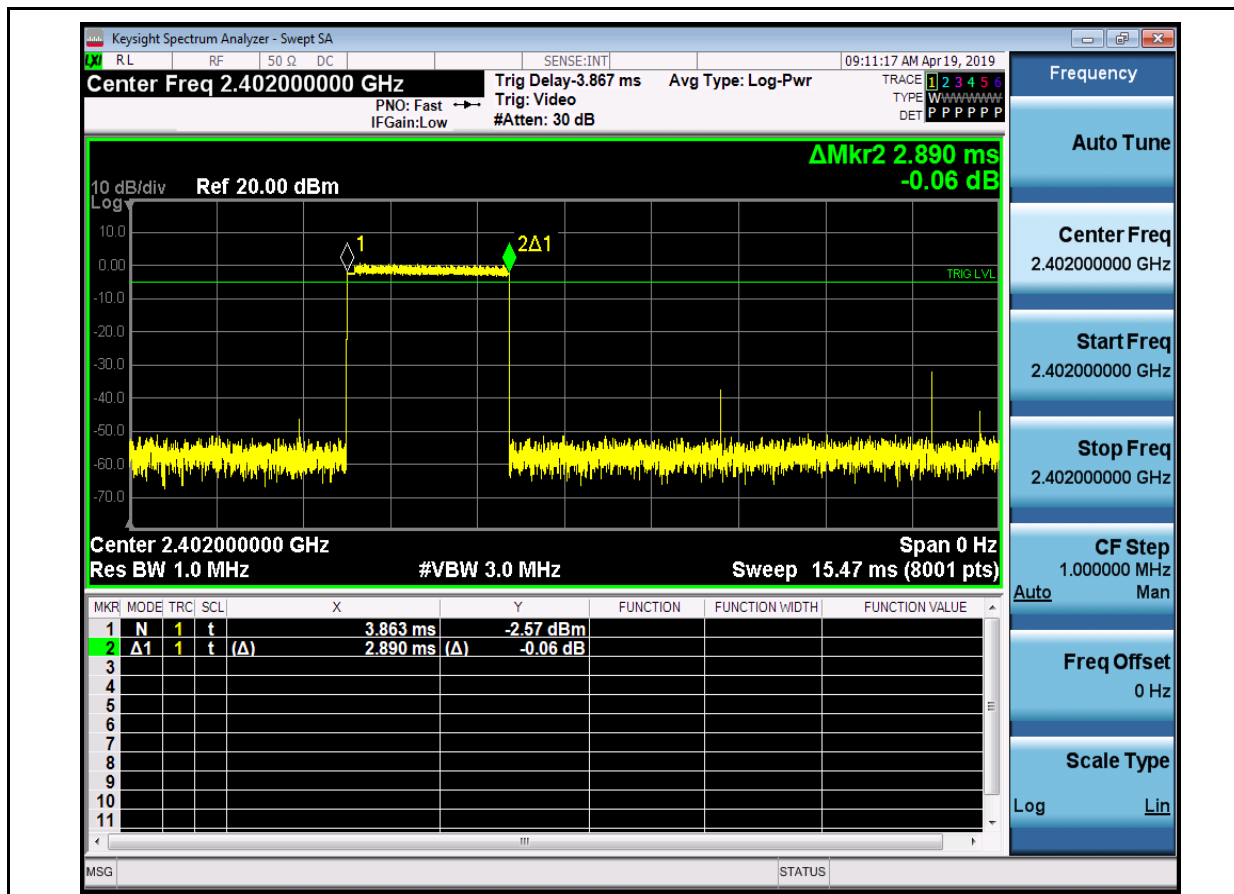 Keysight Spectrum Analyzer - Swept SA
LXI RL RF 50 Ω DC SENSE:INT 09:11:17 AM Apr 19, 2019
Center Freq 2.402000000 GHz
PNO: Fast
IFGain:Low
Trig Delay-3.867 ms
Trig: Video
#Atten: 30 dB
Avg Type: Log-Pwr
TRACE 1 2 3 4 5 6
TYPE WWWWWW
DET P P P P P P
ΔMkr2 2.890 ms
-0.06 dB
10 dB/div Ref 20.00 dBm
Log
10.0
0.00
-10.0
-20.0
-30.0
-40.0
-50.0
-60.0
-70.0
1
2Δ1
TRIG LVL
Center 2.402000000 GHz Span 0 Hz
Res BW 1.0 MHz #VBW 3.0 MHz Sweep 15.47 ms (8001 pts)
MKR MODE TRC SCL X Y FUNCTION FUNCTION WIDTH FUNCTION VALUE
1 N 1 t 3.863 ms -2.57 dBm
2 Δ1 1 t (Δ) 2.890 ms (Δ) -0.06 dB
3
4
5
6
7
8
9
10
11
MSG STATUS
Frequency
Auto Tune
Center Freq
2.402000000 GHz
Start Freq
2.402000000 GHz
Stop Freq
2.402000000 GHz
CF Step
1.000000 MHz
Auto Man
Freq Offset
0 Hz
Scale Type
Log Lin